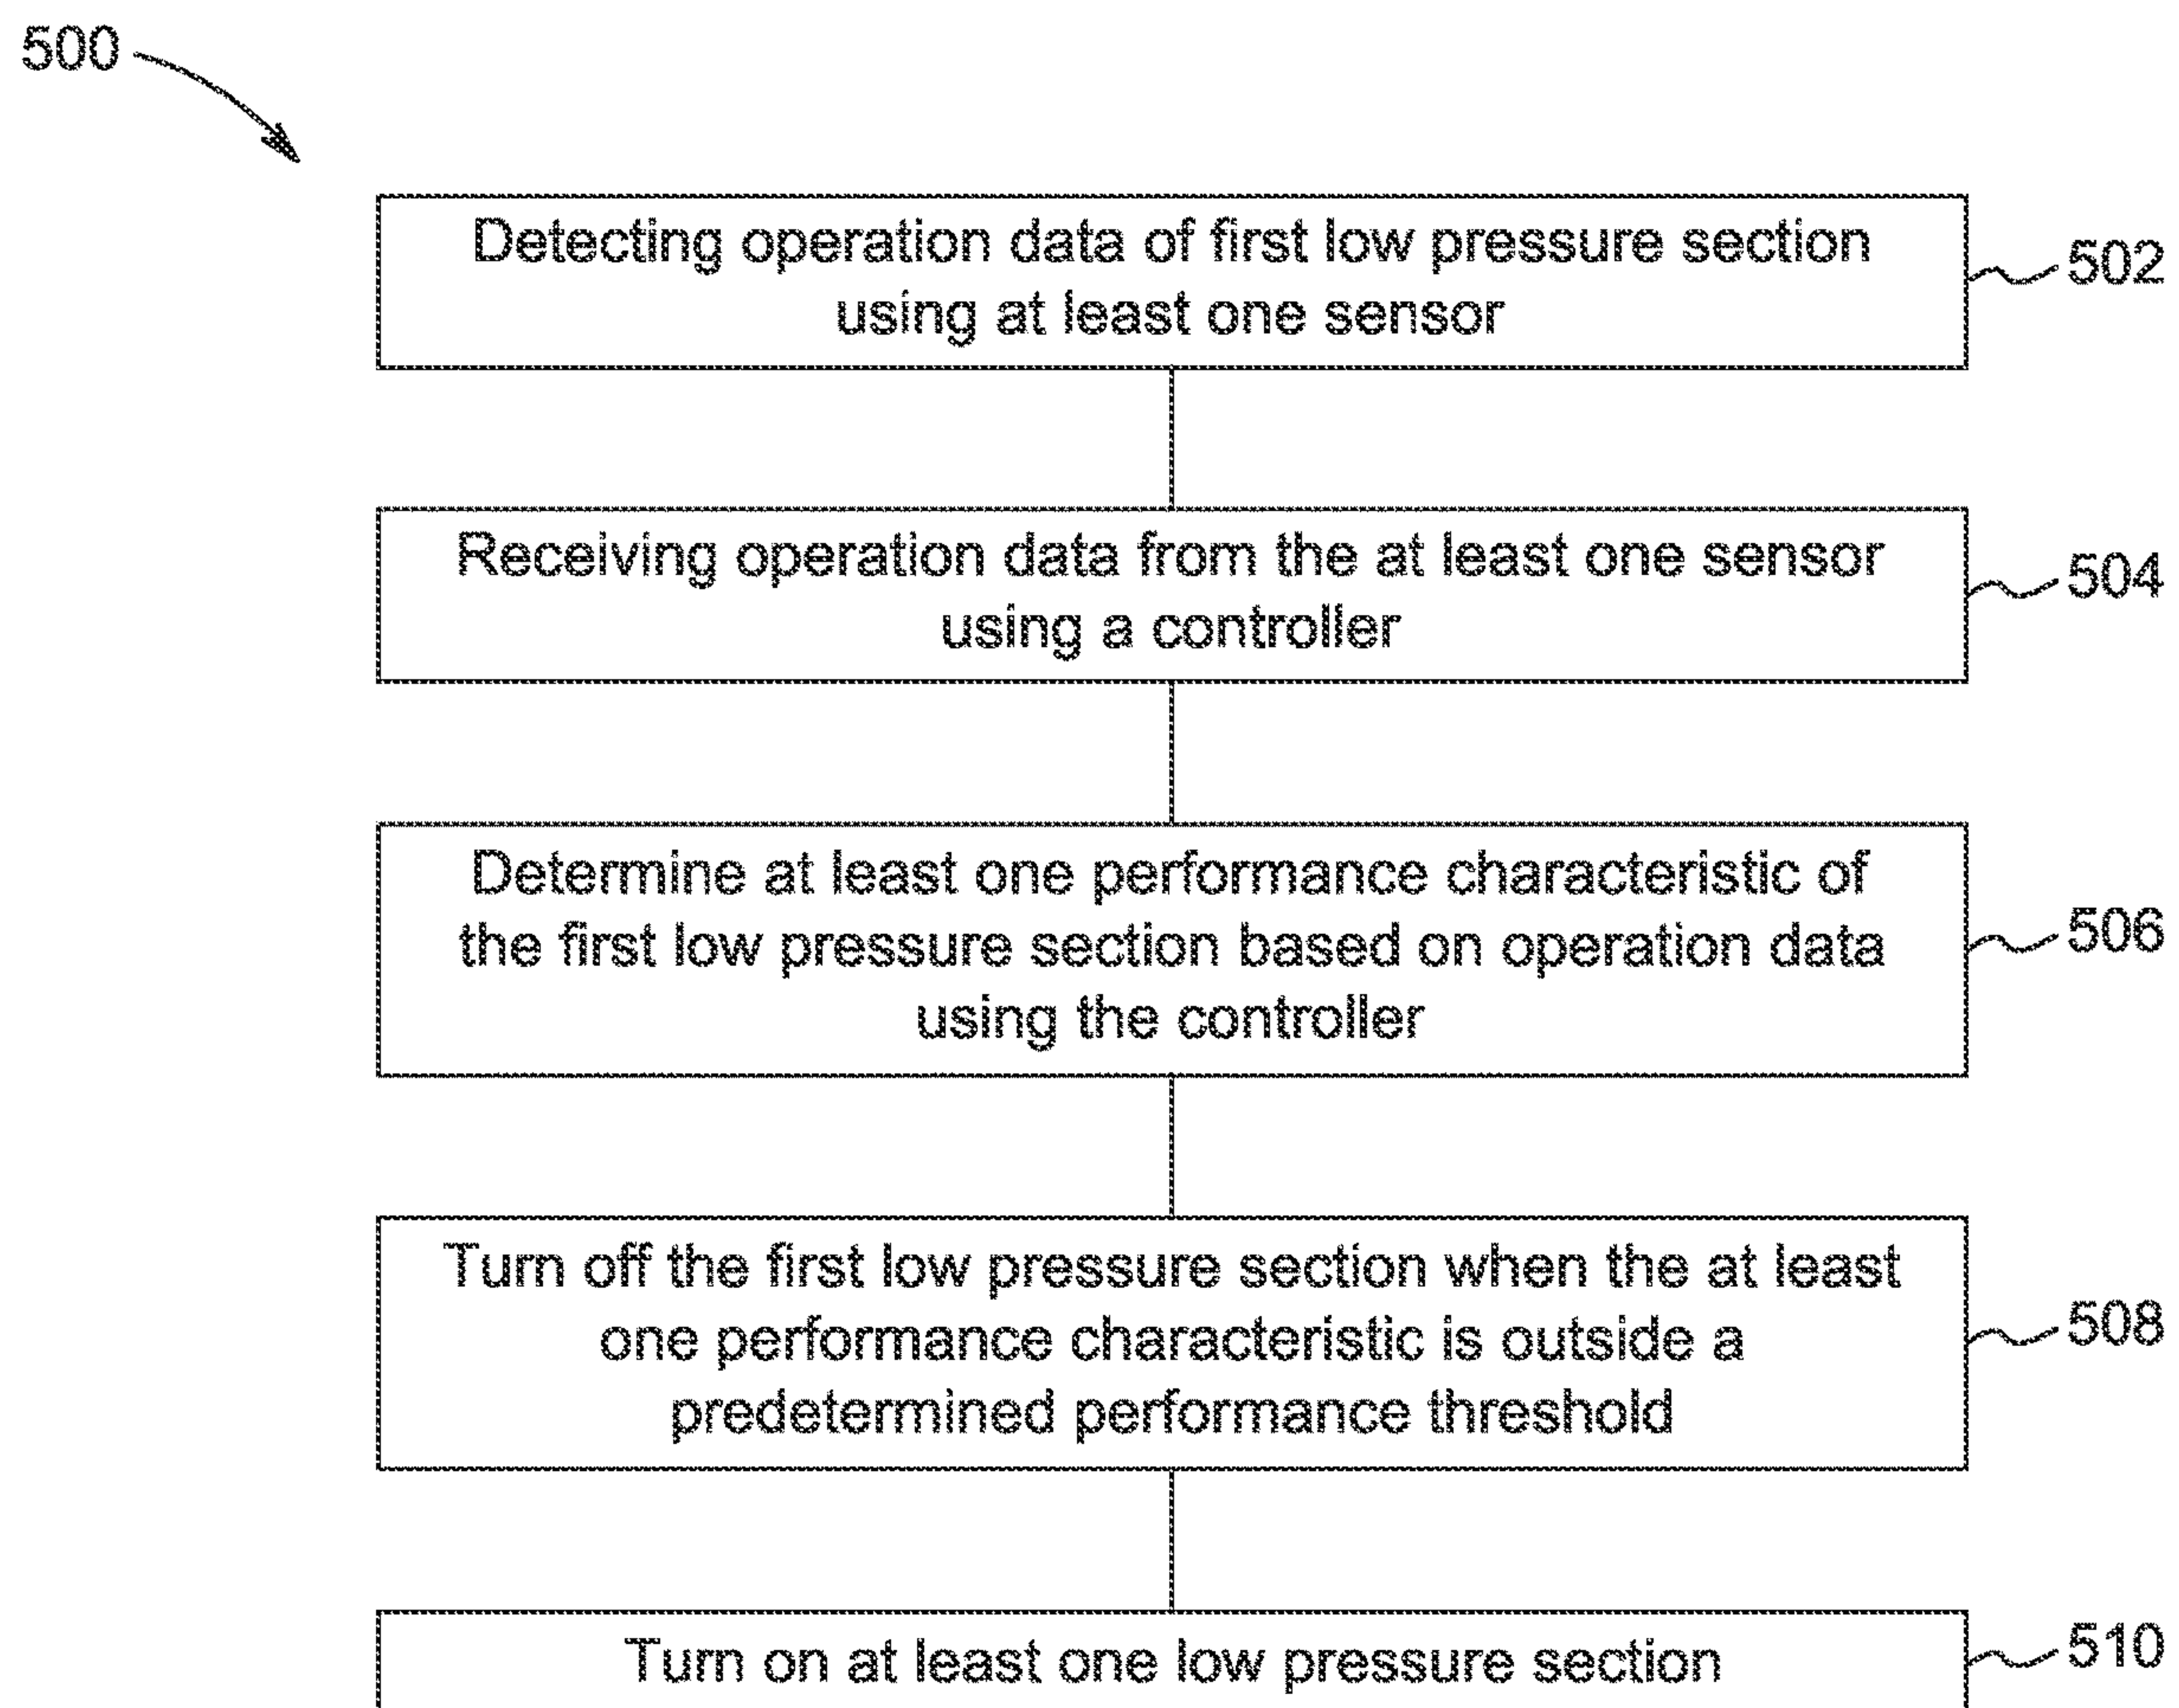 500
Detecting operation data of first low pressure section
using at least one sensor
502
Receiving operation data from the at least one sensor
using a controller
504
Determine at least one performance characteristic of
the first low pressure section based on operation data
using the controller
506
Turn off the first low pressure section when the at least
one performance characteristic is outside a
predetermined performance threshold
508
Turn on at least one low pressure section
510